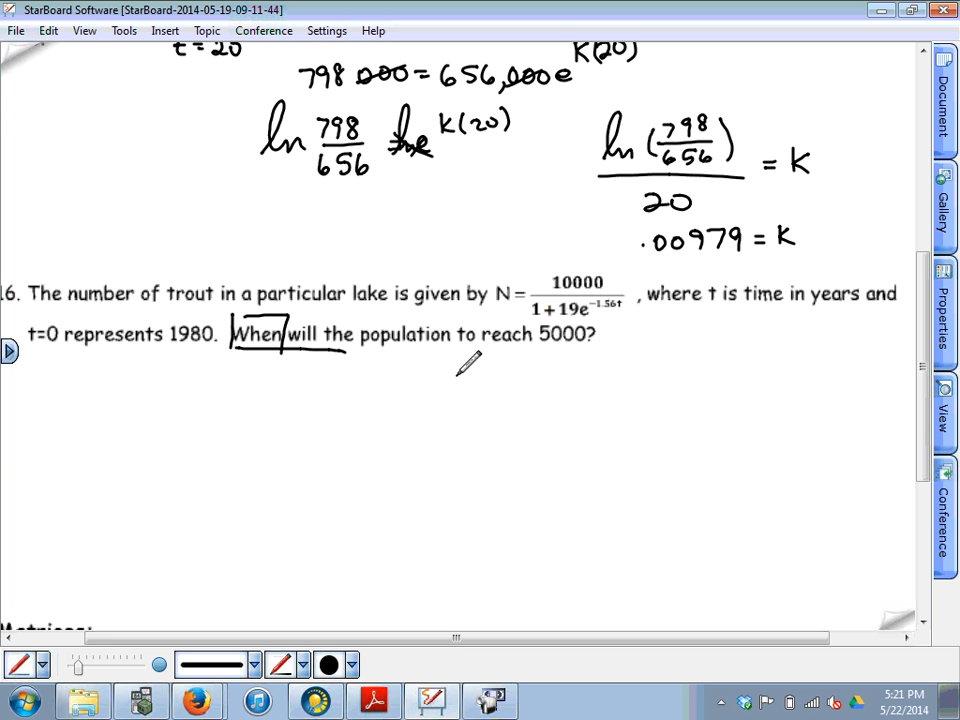 StarBoard Software [StarBoard-2014-05-19-09-11-44]
File Edit View Tools Insert Topic Conference Settings Help
t = 20
K(20)
798 000 = 656,000e
ln 798/656 lne K(20)
ln (798/656) / 20 = K
.00979 = K
16. The number of trout in a particular lake is given by N = 10000 / 1 + 19e^-1.56t , where t is time in years and
t=0 represents 1980. When will the population to reach 5000?
Matrices:
Document
Gallery
Properties
View
Conference
5:21 PM
5/22/2014